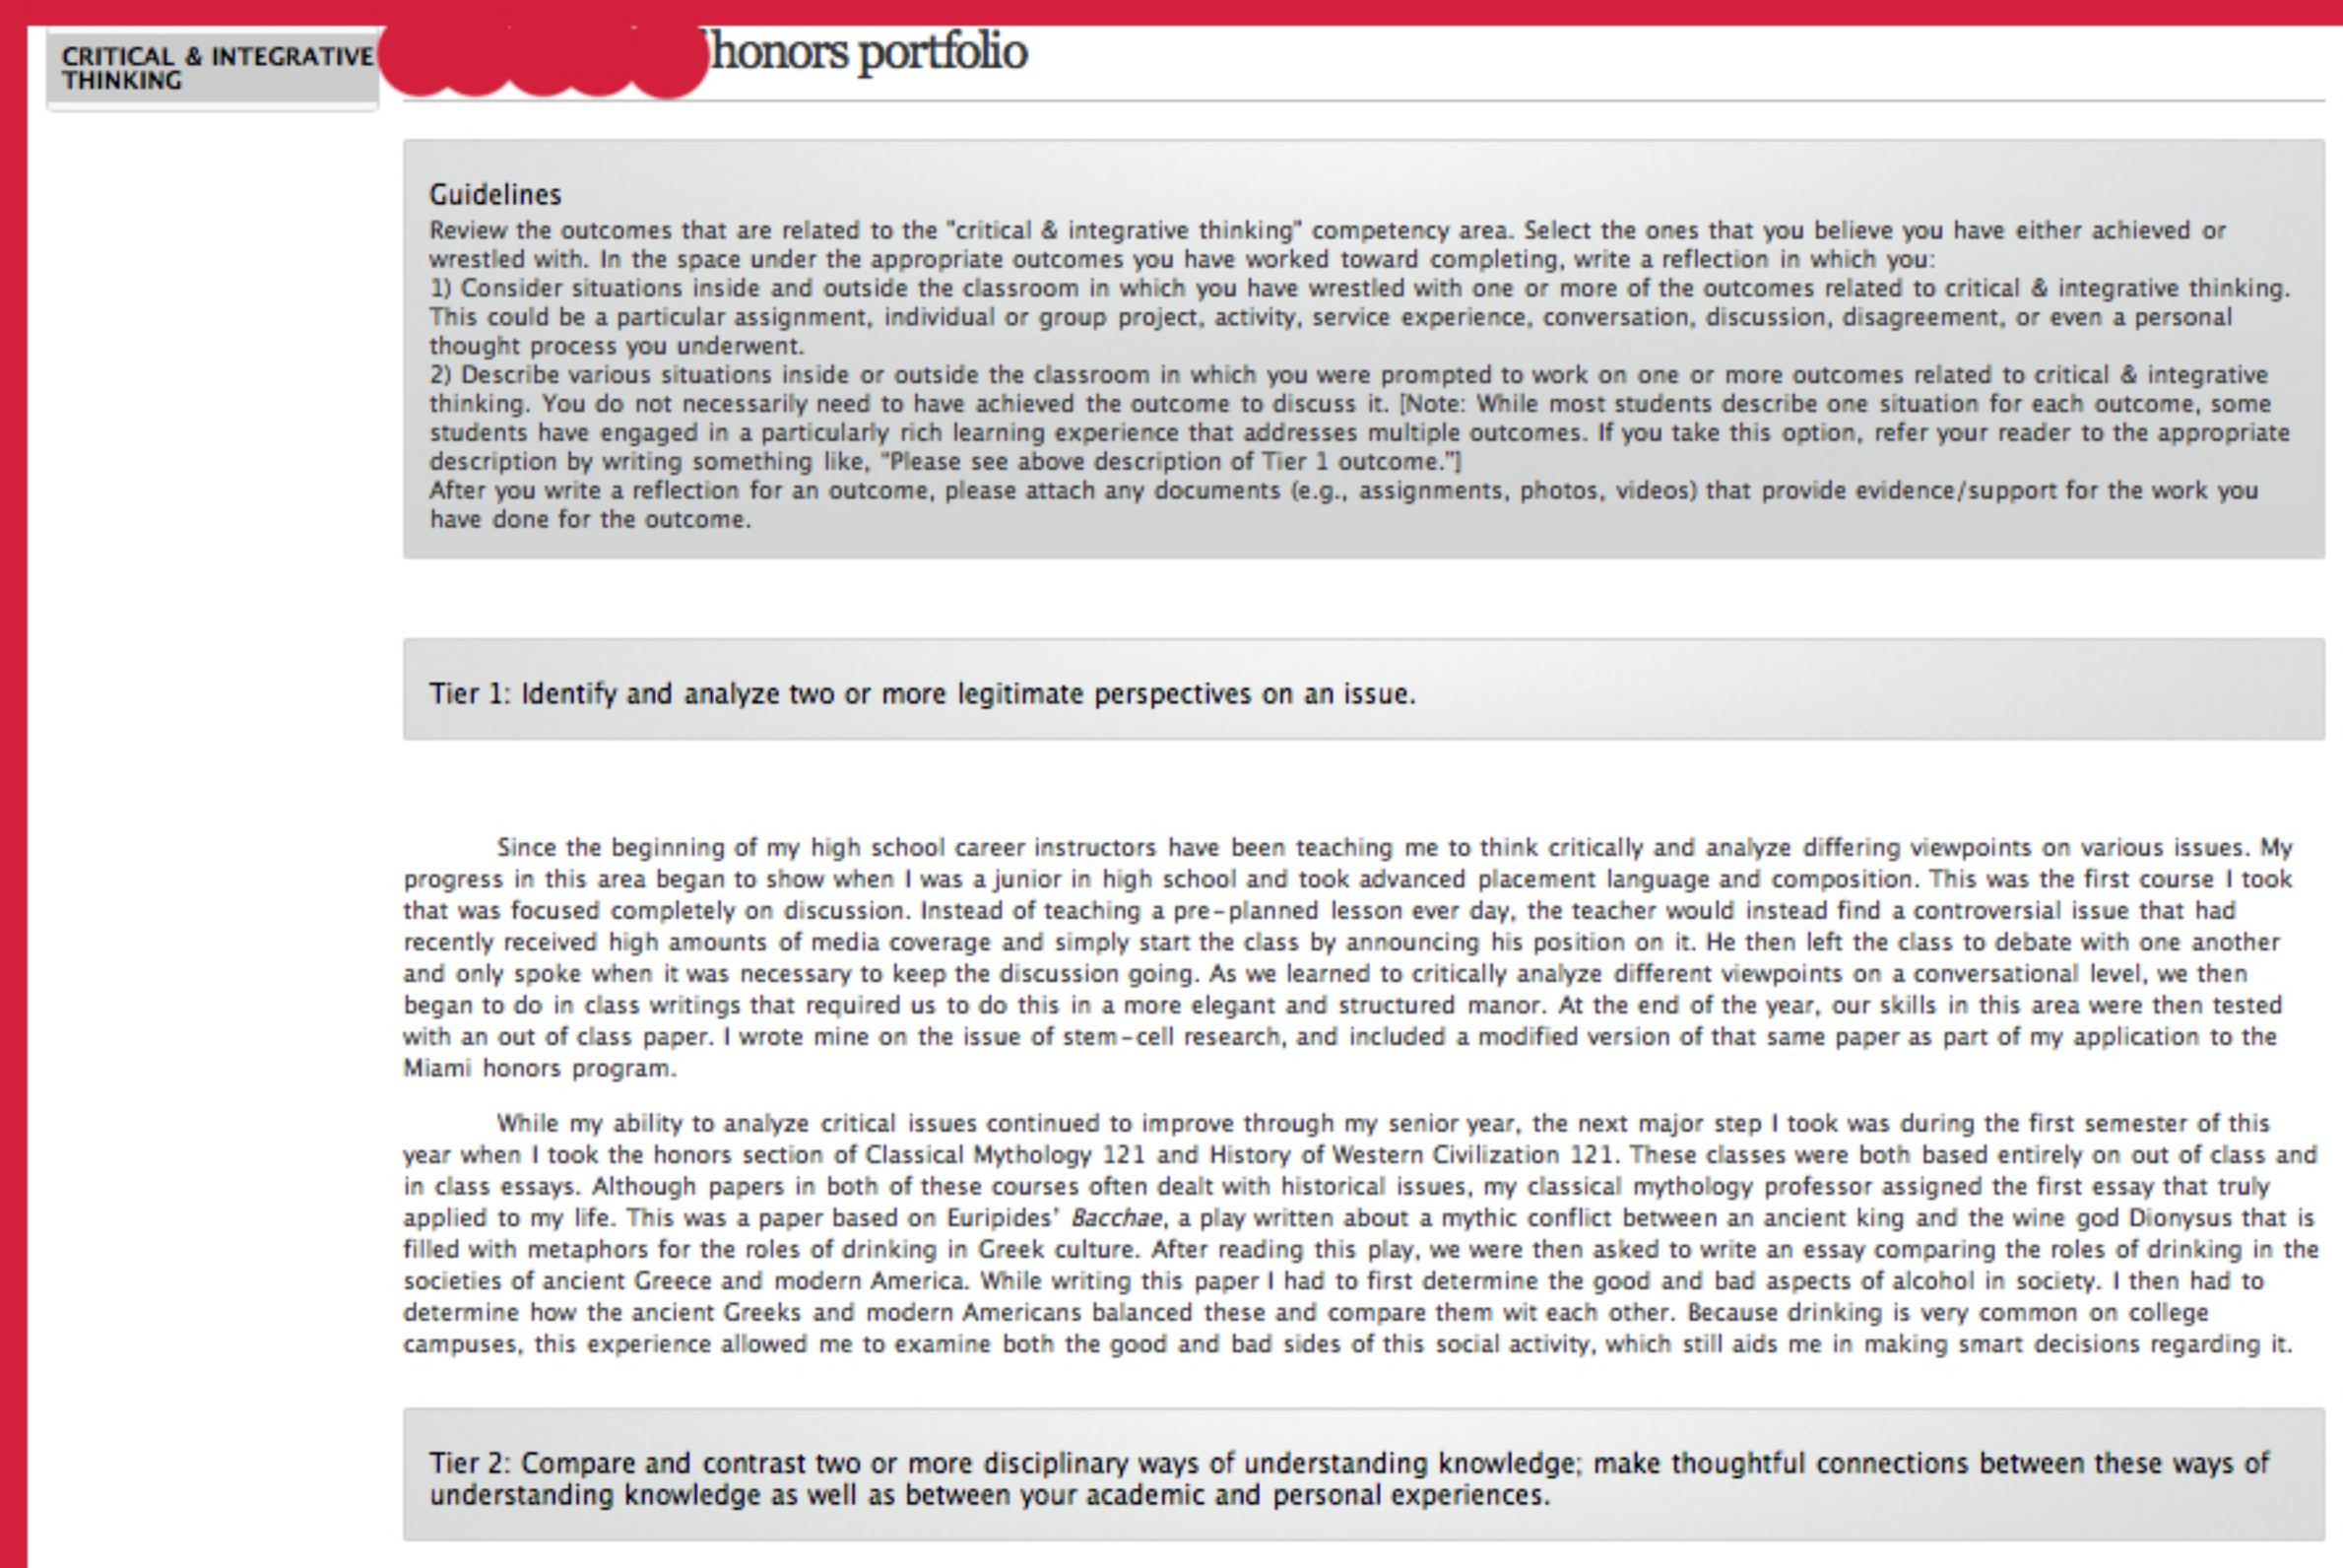 CRITICAL & INTEGRATIVE
THINKING
honors portfolio
Guidelines
Review the outcomes that are related to the "critical & integrative thinking" competency area. Select the ones that you believe you have either achieved or
wrestled with. In the space under the appropriate outcomes you have worked toward completing, write a reflection in which you:
1) Consider situations inside and outside the classroom in which you have wrestled with one or more of the outcomes related to critical & integrative thinking.
This could be a particular assignment, individual or group project, activity, service experience, conversation, discussion, disagreement, or even a personal
thought process you underwent.
2) Describe various situations inside or outside the classroom in which you were prompted to work on one or more outcomes related to critical & integrative
thinking. You do not necessarily need to have achieved the outcome to discuss it. [Note: While most students describe one situation for each outcome, some
students have engaged in a particularly rich learning experience that addresses multiple outcomes. If you take this option, refer your reader to the appropriate
description by writing something like, "Please see above description of Tier 1 outcome."]
After you write a reflection for an outcome, please attach any documents (e.g., assignments, photos, videos) that provide evidence/support for the work you
have done for the outcome.
Tier 1: Identify and analyze two or more legitimate perspectives on an issue.
Since the beginning of my high school career instructors have been teaching me to think critically and analyze differing viewpoints on various issues. My
progress in this area began to show when I was a junior in high school and took advanced placement language and composition. This was the first course I took
that was focused completely on discussion. Instead of teaching a pre-planned lesson ever day, the teacher would instead find a controversial issue that had
recently received high amounts of media coverage and simply start the class by announcing his position on it. He then left the class to debate with one another
and only spoke when it was necessary to keep the discussion going. As we learned to critically analyze different viewpoints on a conversational level, we then
began to do in class writings that required us to do this in a more elegant and structured manor. At the end of the year, our skills in this area were then tested
with an out of class paper. I wrote mine on the issue of stem-cell research, and included a modified version of that same paper as part of my application to the
Miami honors program.
While my ability to analyze critical issues continued to improve through my senior year, the next major step I took was during the first semester of this
year when I took the honors section of Classical Mythology 121 and History of Western Civilization 121. These classes were both based entirely on out of class and
in class essays. Although papers in both of these courses often dealt with historical issues, my classical mythology professor assigned the first essay that truly
applied to my life. This was a paper based on Euripides' Bacchae, a play written about a mythic conflict between an ancient king and the wine god Dionysus that is
filled with metaphors for the roles of drinking in Greek culture. After reading this play, we were then asked to write an essay comparing the roles of drinking in the
societies of ancient Greece and modern America. While writing this paper I had to first determine the good and bad aspects of alcohol in society. I then had to
determine how the ancient Greeks and modern Americans balanced these and compare them wit each other. Because drinking is very common on college
campuses, this experience allowed me to examine both the good and bad sides of this social activity, which still aids me in making smart decisions regarding it.
Tier 2: Compare and contrast two or more disciplinary ways of understanding knowledge; make thoughtful connections between these ways of
understanding knowledge as well as between your academic and personal experiences.